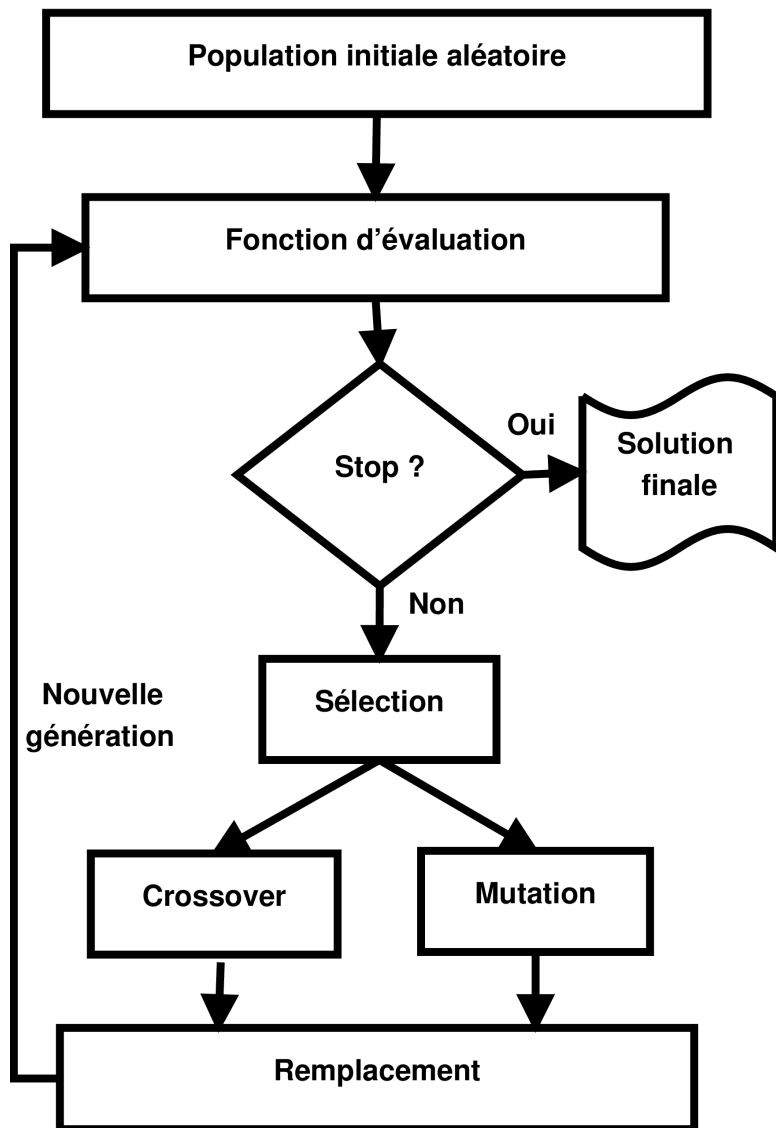 Population initiale aléatoire
Fonction d'évaluation
Stop ?
Oui
Solution
finale
Non
Sélection
Nouvelle
génération
Crossover
Mutation
Remplacement